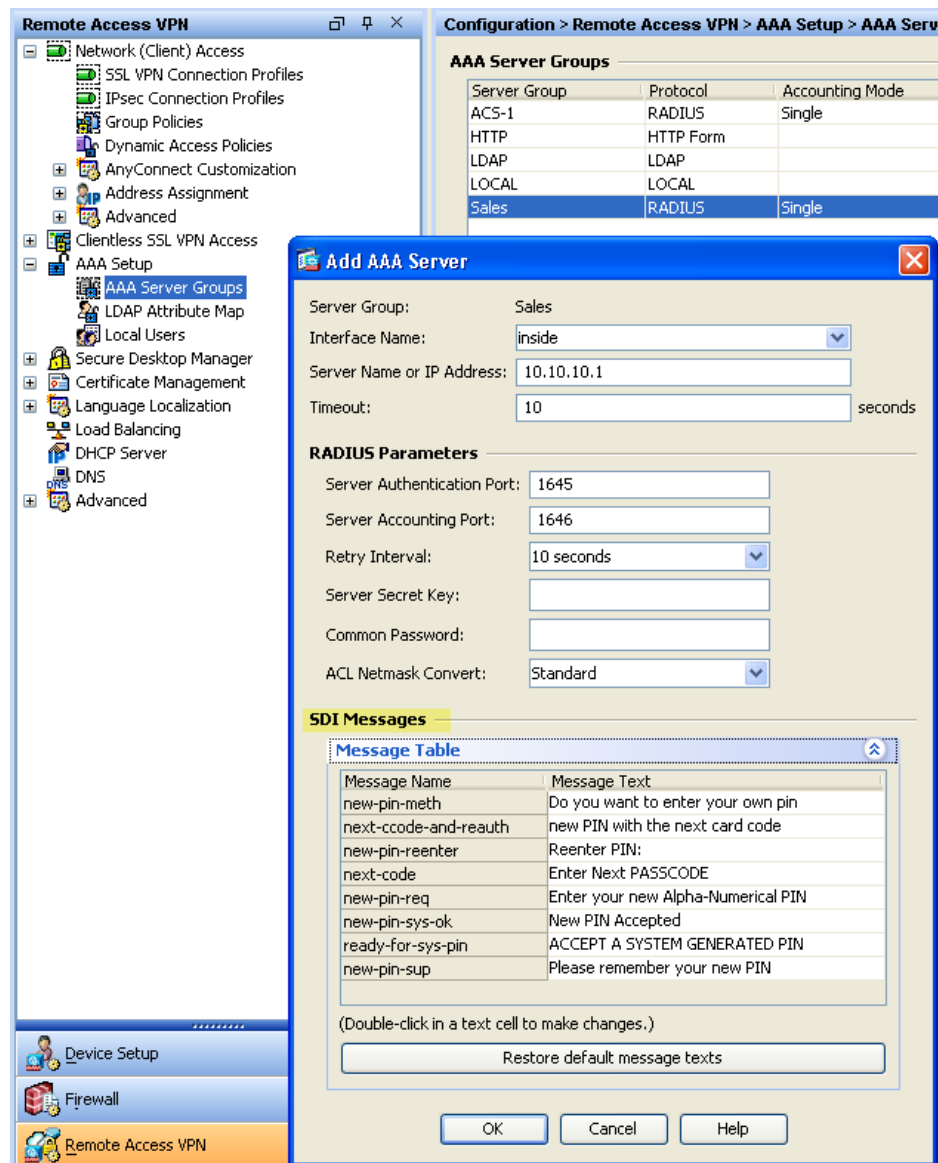 Remote Access VPN
Network (Client) Access
SSL VPN Connection Profiles
IPsec Connection Profiles
Group Policies
Dynamic Access Policies
AnyConnect Customization
Address Assignment
Advanced
Clientless SSL VPN Access
AAA Setup
AAA Server Groups
LDAP Attribute Map
Local Users
Secure Desktop Manager
Certificate Management
Language Localization
Load Balancing
DHCP Server
DNS
Advanced
Device Setup
Firewall
Remote Access VPN
Configuration > Remote Access VPN > AAA Setup > AAA Serv
AAA Server Groups
Server Group Protocol Accounting Mode
ACS-1 RADIUS Single
HTTP HTTP Form
LDAP LDAP
LOCAL LOCAL
Sales RADIUS Single
Add AAA Server
Server Group: Sales
Interface Name: inside
Server Name or IP Address: 10.10.10.1
Timeout: 10 seconds
RADIUS Parameters
Server Authentication Port: 1645
Server Accounting Port: 1646
Retry Interval: 10 seconds
Server Secret Key:
Common Password:
ACL Netmask Convert: Standard
SDI Messages
Message Table
Message Name Message Text
new-pin-meth Do you want to enter your own pin
next-ccode-and-reauth new PIN with the next card code
new-pin-reenter Reenter PIN:
next-code Enter Next PASSCODE
new-pin-req Enter your new Alpha-Numerical PIN
new-pin-sys-ok New PIN Accepted
ready-for-sys-pin ACCEPT A SYSTEM GENERATED PIN
new-pin-sup Please remember your new PIN
(Double-click in a text cell to make changes.)
Restore default message texts
OK Cancel Help